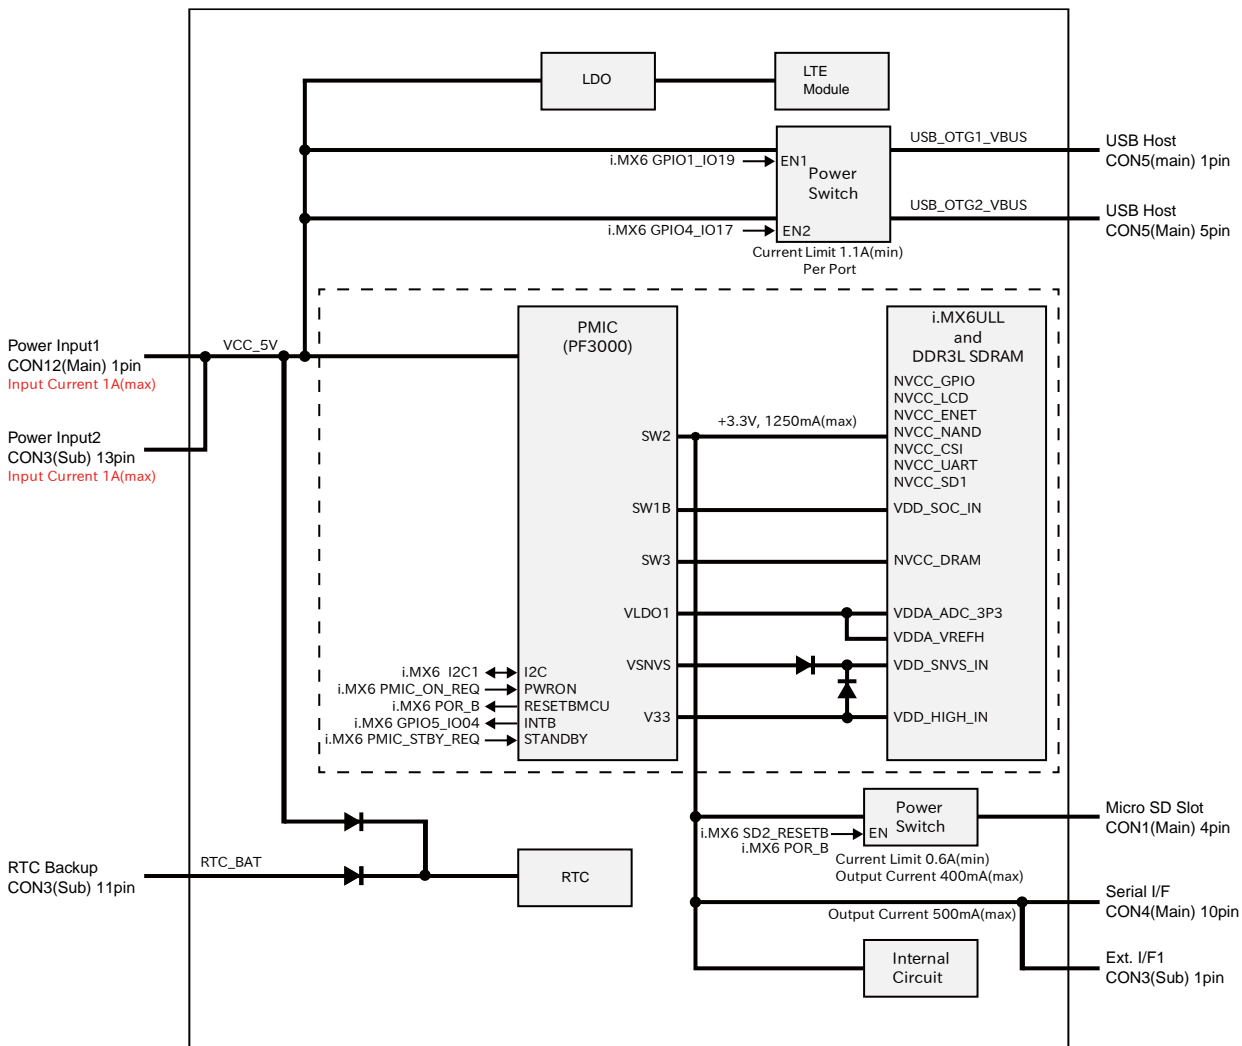 LDO
LTE
Module
USB_OTG1_VBUS
USB Host
CON5(main) 1pin
i.MX6 GPIO1_IO19
EN1
Power
Switch
USB_OTG2_VBUS
USB Host
CON5(Main) 5pin
i.MX6 GPIO4_IO17
EN2
Current Limit 1.1A(min)
Per Port
Power Input1
CON12(Main) 1pin
Input Current 1A(max)
VCC_5V
Power Input2
CON3(Sub) 13pin
Input Current 1A(max)
PMIC
(PF3000)
i.MX6ULL
and
DDR3L SDRAM
NVCC_GPIO
NVCC_LCD
NVCC_ENET
NVCC_NAND
NVCC_CSI
NVCC_UART
NVCC_SD1
SW2
+3.3V, 1250mA(max)
SW1B
VDD_SOC_IN
SW3
NVCC_DRAM
VLDO1
VDDA_ADC_3P3
VDDA_VREFH
VSNVS
VDD_SNVS_IN
V33
VDD_HIGH_IN
i.MX6 I2C1
I2C
i.MX6 PMIC_ON_REQ
PWRON
i.MX6 POR_B
RESETBMCU
i.MX6 GPIO5_IO04
INTB
i.MX6 PMIC_STBY_REQ
STANDBY
Power
Switch
EN
i.MX6 SD2_RESETB
i.MX6 POR_B
Current Limit 0.6A(min)
Output Current 400mA(max)
Micro SD Slot
CON1(Main) 4pin
RTC Backup
CON3(Sub) 11pin
RTC_BAT
RTC
Output Current 500mA(max)
Serial I/F
CON4(Main) 10pin
Internal
Circuit
Ext. I/F1
CON3(Sub) 1pin